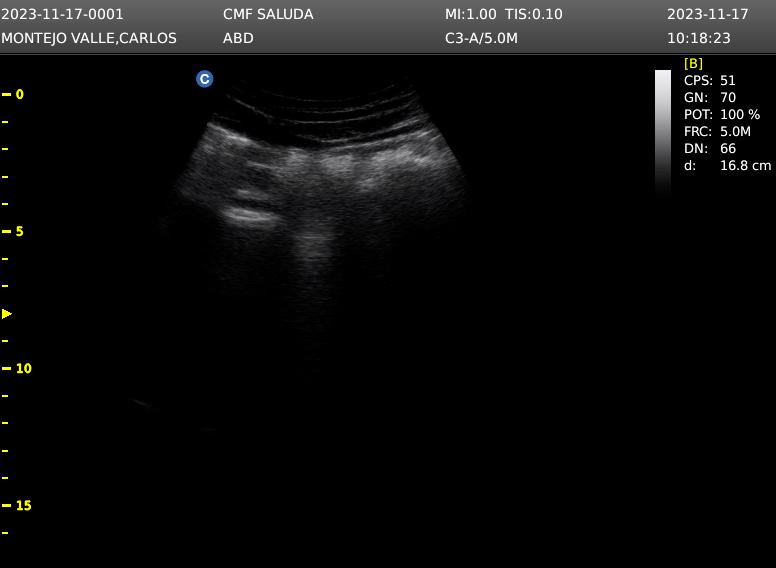 2023-11-17-0001 CMF SALUDA MI:1.00 TIS:0.10 2023-11-17
MONTEJO VALLE,CARLOS ABD C3-A/5.0M 10:18:23
C
[B]
CPS: 51
GN: 70
POT: 100 %
FRC: 5.0M
DN: 66
d: 16.8 cm
0
5
10
15